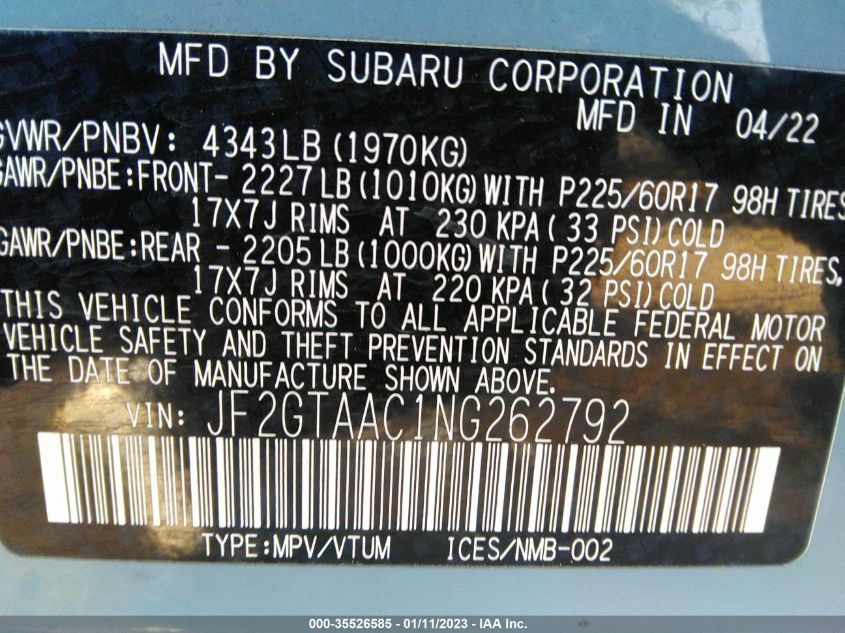 MFD BY SUBARU CORPORATION
MFD IN 04/22
GVWR/PNBV: 4343LB (1970KG)
GAWR/PNBE:FRONT- 2227LB (1010KG) WITH P225/60R17 98H TIRES
17X7J RIMS AT 230 KPA( 33 PSI)COLD
GAWR/PNBE:REAR - 2205LB (1000KG) WITH P225/60R17 98H TIRES,
17X7J RIMS AT 220 KPA( 32 PSI)COLD
THIS VEHICLE CONFORMS TO ALL APPLICABLE FEDERAL MOTOR
VEHICLE SAFETY AND THEFT PREVENTION STANDARDS IN EFFECT ON
THE DATE OF MANUFACTURE SHOWN ABOVE.
VIN: JF2GTAAC1NG262792
TYPE:MPV/VTUM ICES/NMB-002
000-35526585 - 01/11/2023 - IAA Inc.